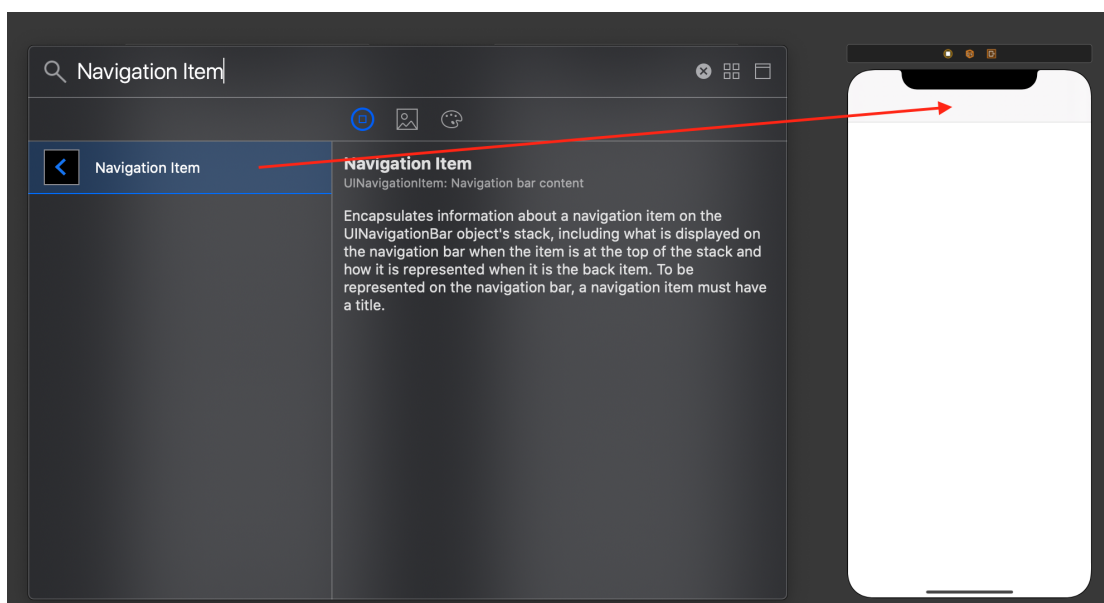 Navigation Item
Navigation Item
Navigation Item
UINavigationItem: Navigation bar content
Encapsulates information about a navigation item on the
UINavigationBar object's stack, including what is displayed on
the navigation bar when the item is at the top of the stack and
how it is represented when it is the back item. To be
represented on the navigation bar, a navigation item must have
a title.